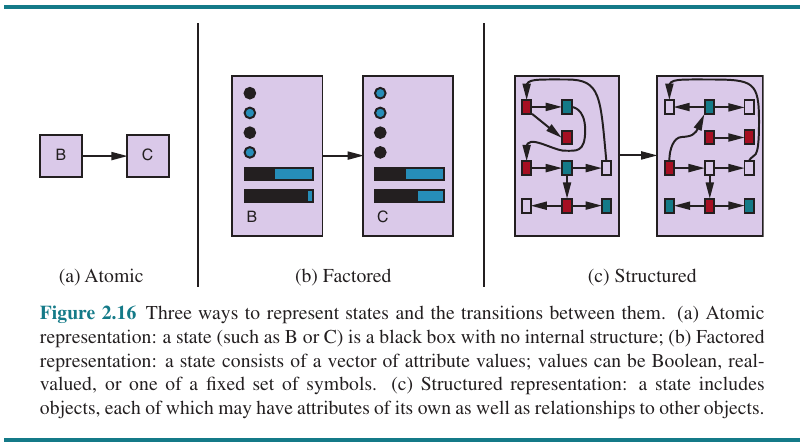 B
C
B
C
(a) Atomic
(b) Factored
(c) Structured
Figure 2.16 Three ways to represent states and the transitions between them. (a) Atomic
representation: a state (such as B or C) is a black box with no internal structure; (b) Factored
representation: a state consists of a vector of attribute values; values can be Boolean, real-
valued, or one of a fixed set of symbols. (c) Structured representation: a state includes
objects, each of which may have attributes of its own as well as relationships to other objects.